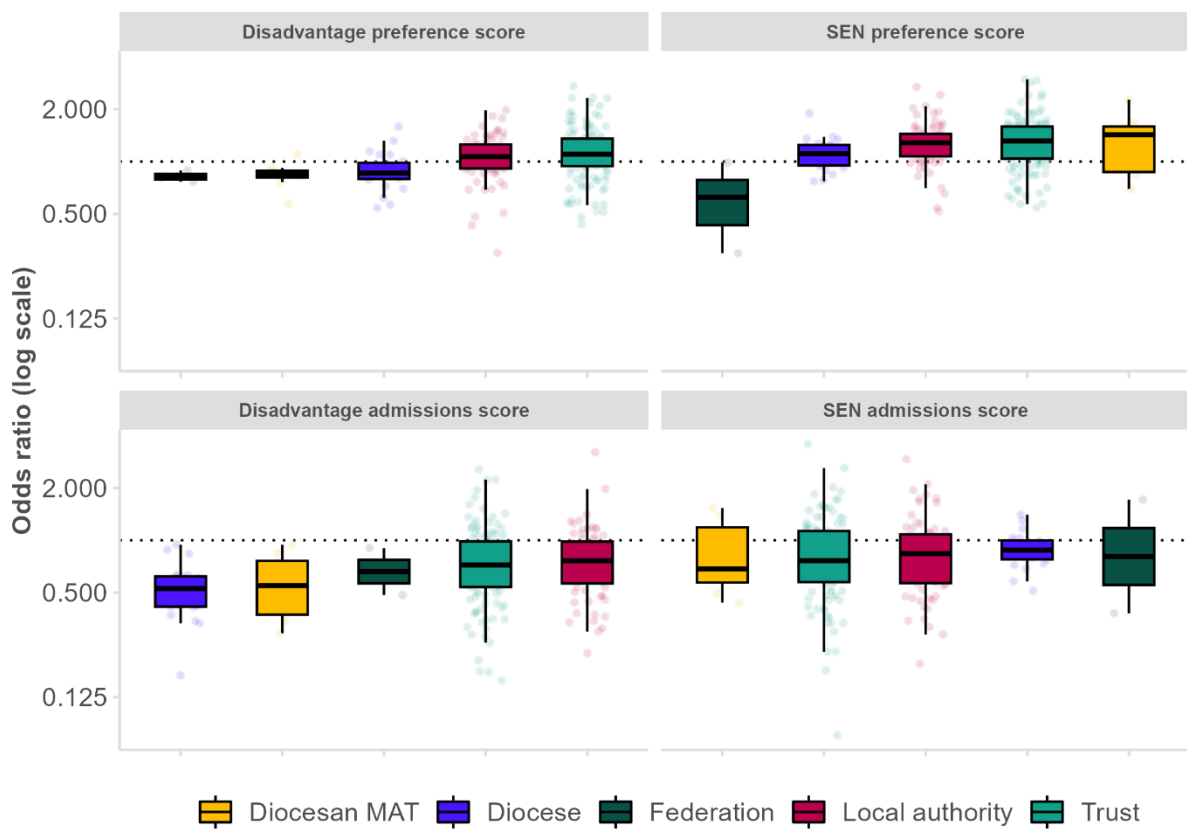 Disadvantage preference score
SEN preference score
2.000
0.500
0.125
Disadvantage admissions score
SEN admissions score
2.000
0.500
0.125
Odds ratio (log scale)
Diocesan MAT
Diocese
Federation
Local authority
Trust